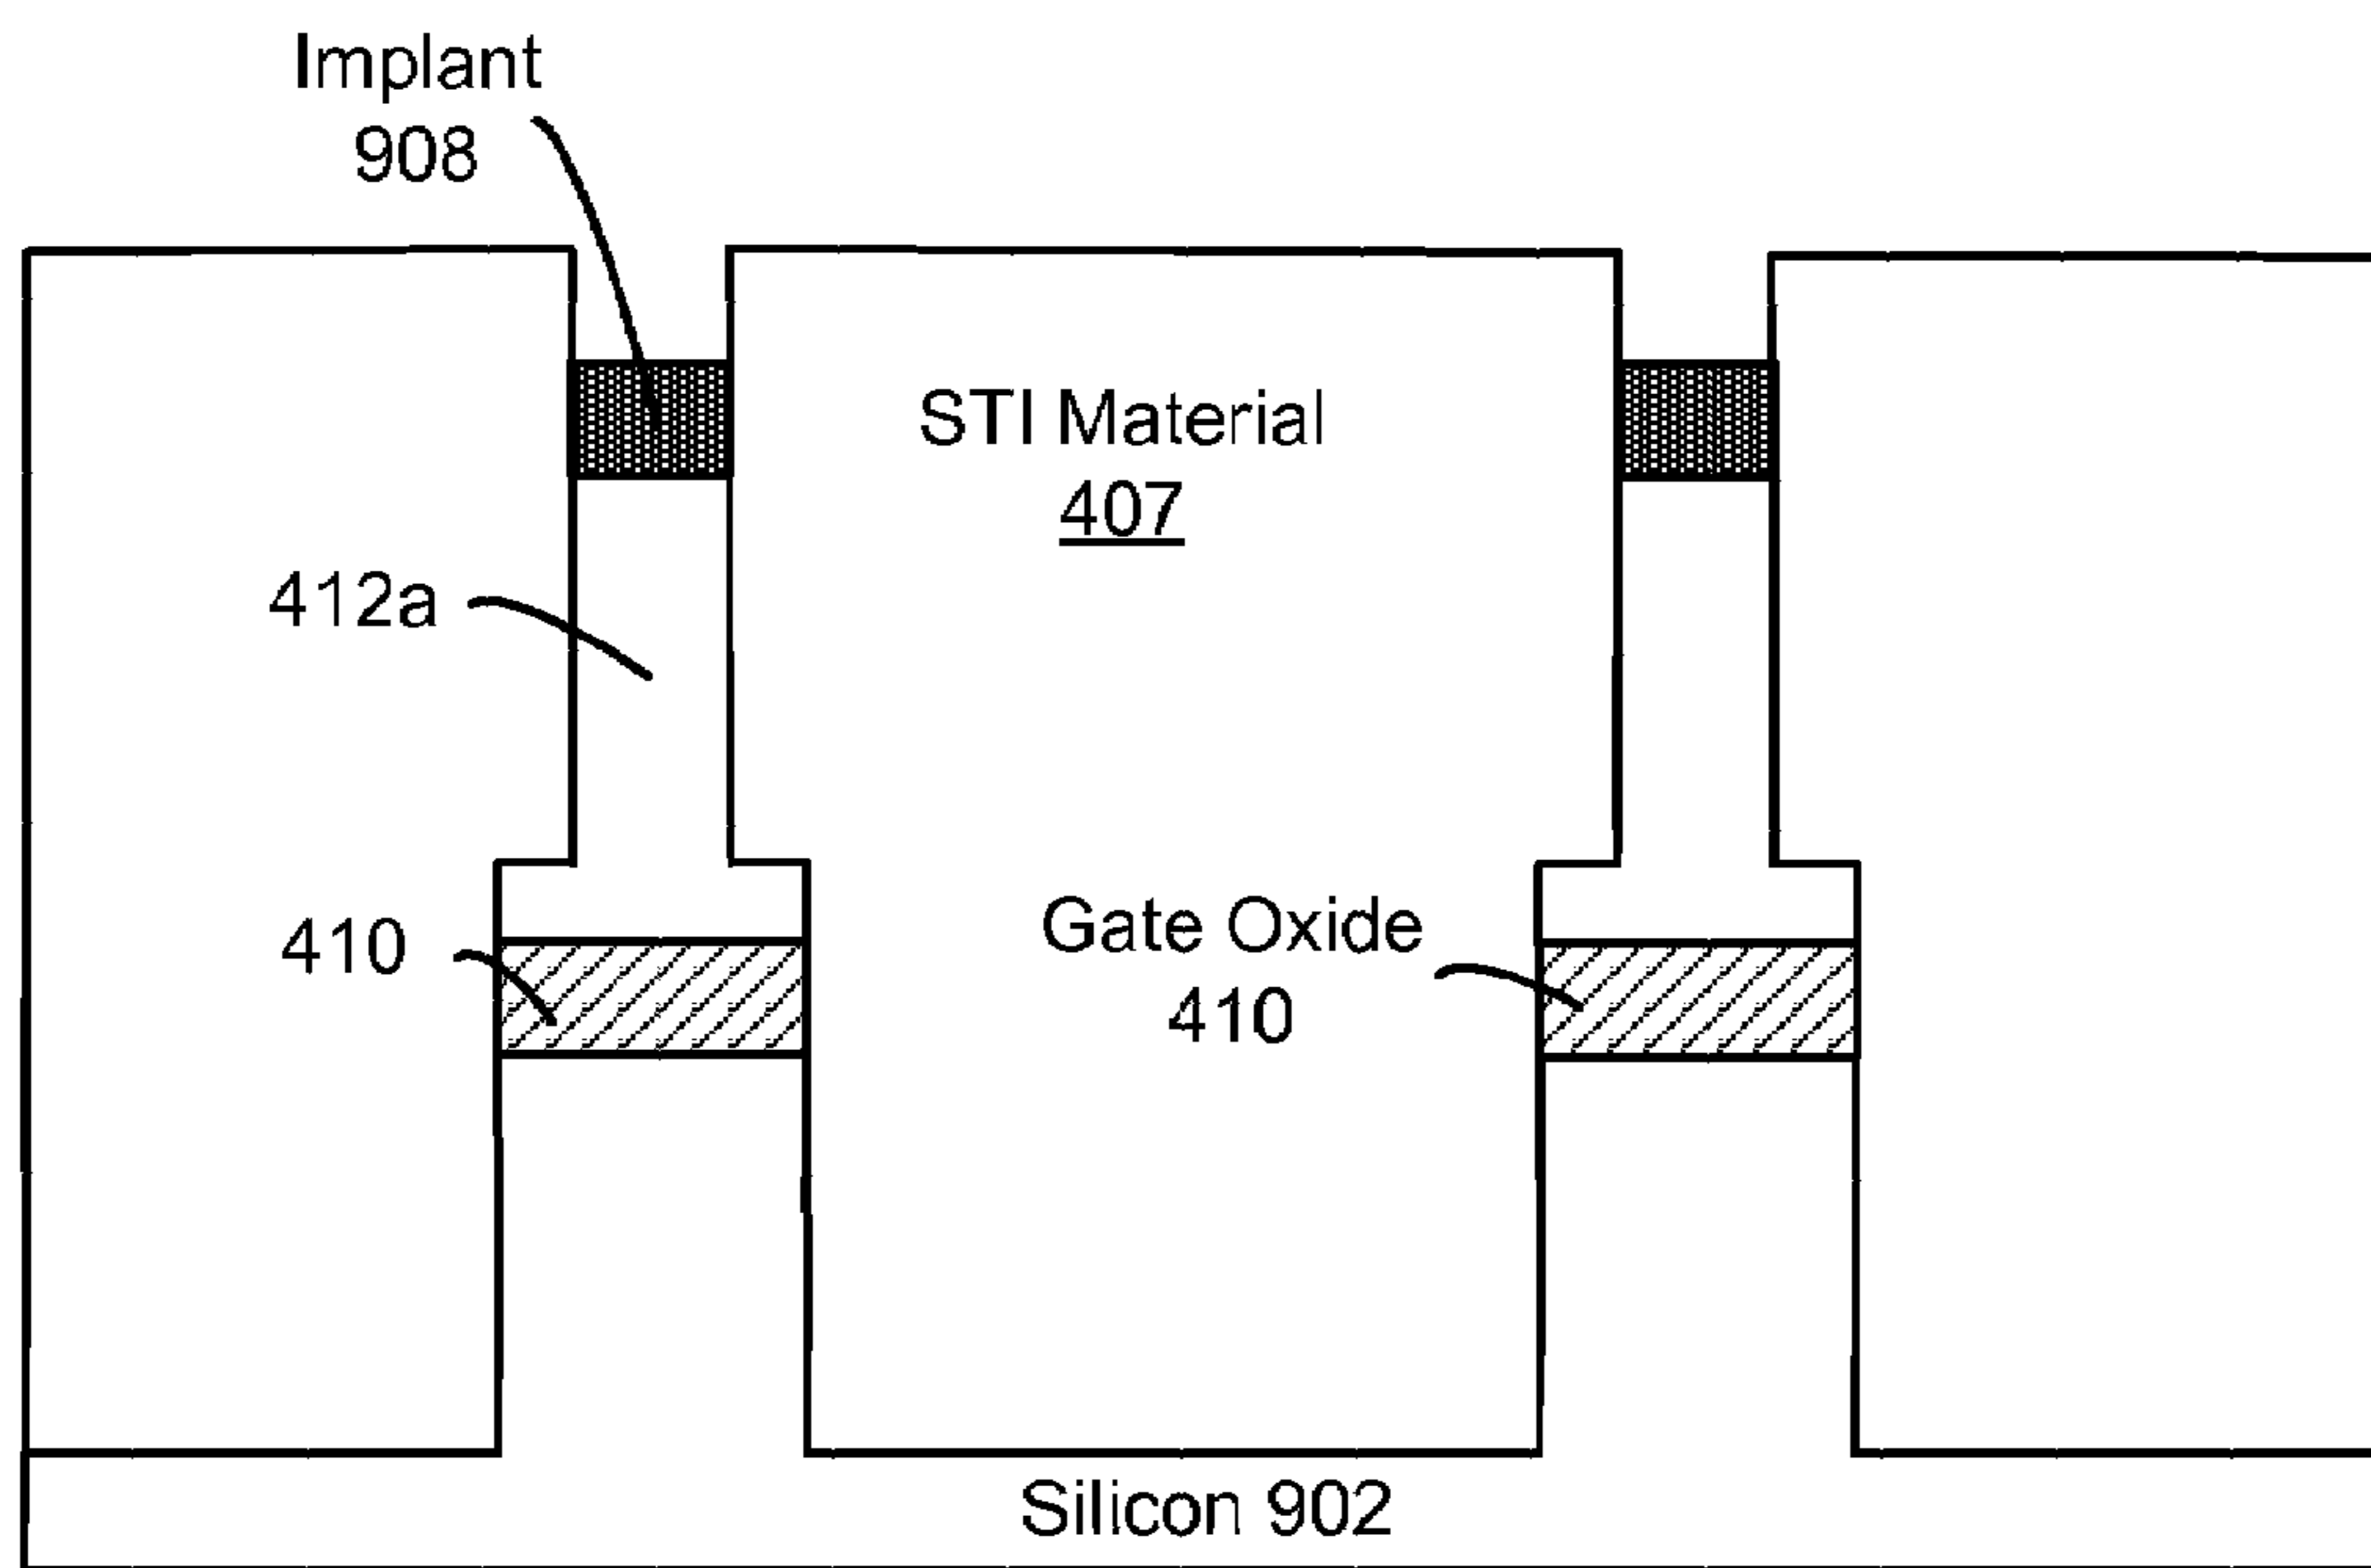 Implant
908
STI Material
407
412a
410
Gate Oxide
410
Silicon 902